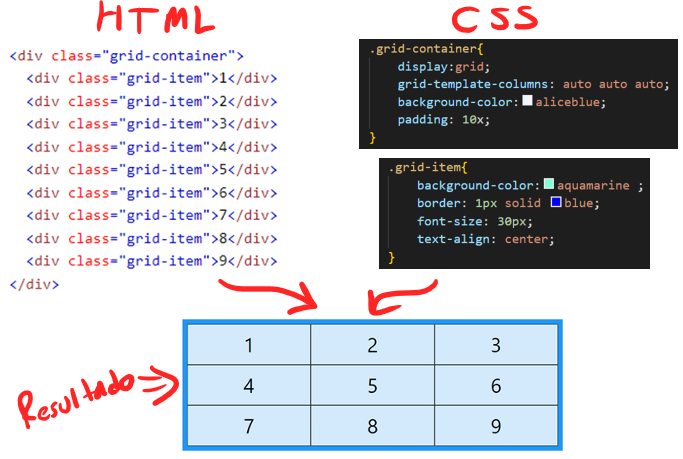 HTML
<div class="grid-container">
<div class="grid-item">1</div>
<div class="grid-item">2</div>
<div class="grid-item">3</div>
<div class="grid-item">4</div>
<div class="grid-item">5</div>
<div class="grid-item">6</div>
<div class="grid-item">7</div>
<div class="grid-item">8</div>
<div class="grid-item">9</div>
</div>
CSS
.grid-container{
display:grid;
grid-template-columns: auto auto auto;
background-color: aliceblue;
padding: 10x;
}
.grid-item{
background-color: aquamarine ;
border: 1px solid blue;
font-size: 30px;
text-align: center;
}
Resultado
1 2 3
4 5 6
7 8 9